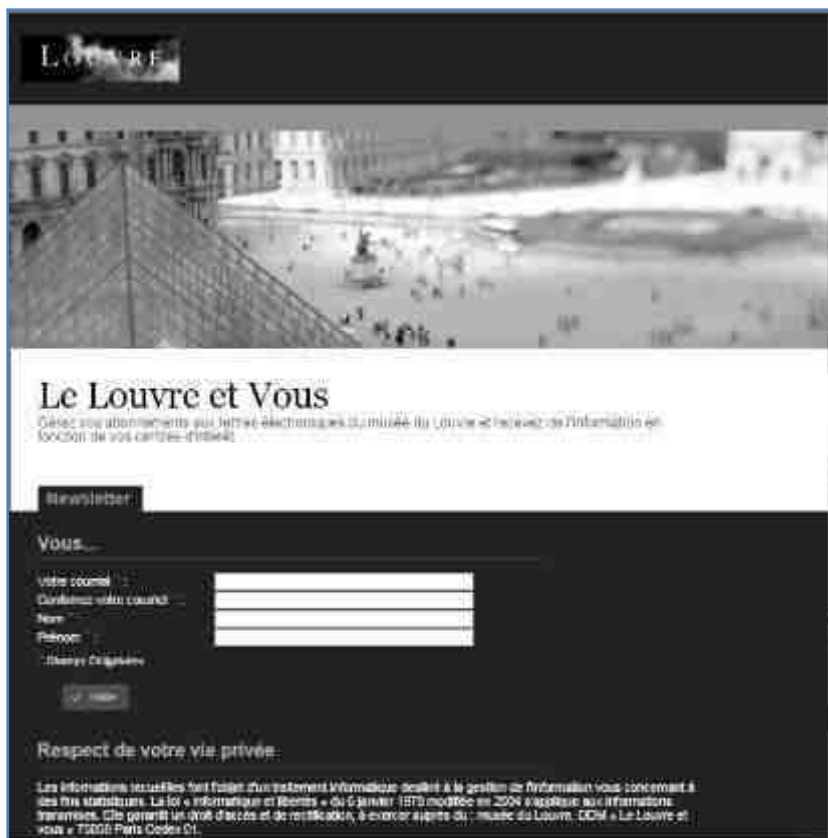 LOUVRE
Le Louvre et Vous
Gérez vos abonnements aux lettres électroniques du musée du Louvre et recevez de l'information en
fonction de vos centres d'intérêt
Newsletter
Vous...
Votre courriel * :
Confirmez votre courriel * :
Nom * :
Prénom * :
* Champs Obligatoires
Valider
Respect de votre vie privée
Les informations recueillies font l'objet d'un traitement informatique destiné à la gestion de l'information vous concernant à
des fins statistiques. La loi « informatique et libertés » du 6 janvier 1978 modifiée en 2004 s'applique aux informations
transmises. Elle garantit un droit d'accès et de rectification, à exercer auprès du : musée du Louvre, DDM « Le Louvre et
vous » 75058 Paris Cedex 01.